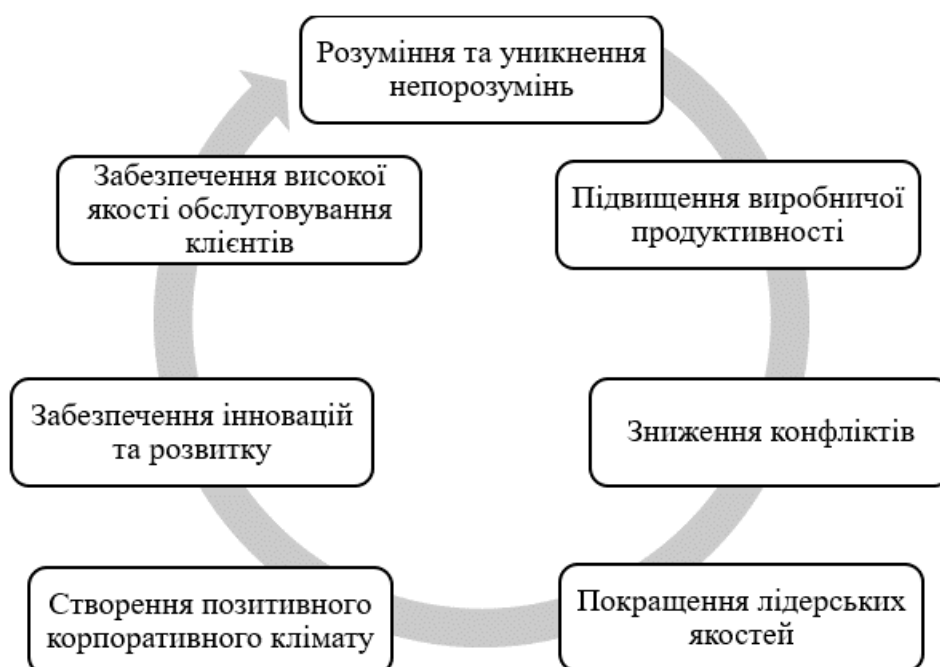 Розуміння та уникнення
непорозумінь
Підвищення виробничої
продуктивності
Зниження конфліктів
Покращення лідерських
якостей
Створення позитивного
корпоративного клімату
Забезпечення інновацій
та розвитку
Забезпечення високої
якості обслуговування
клієнтів